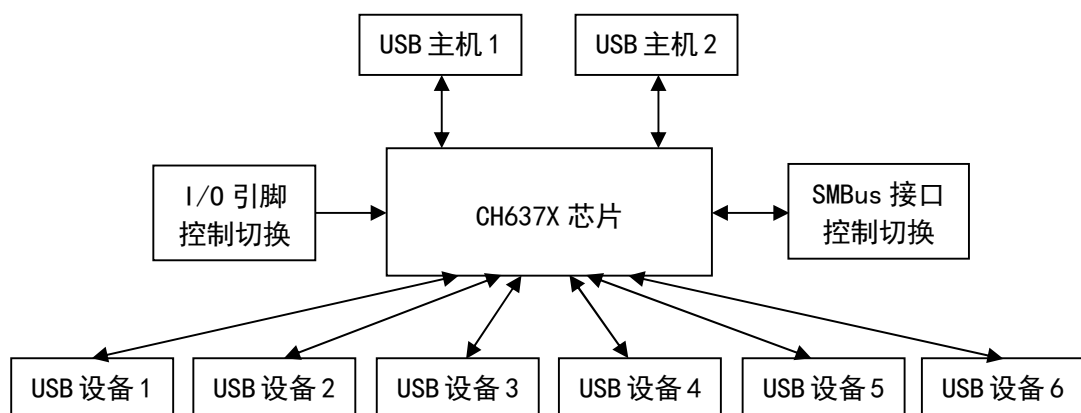 USB 主机 1
USB 主机 2
I/O 引脚
控制切换
CH637X 芯片
SMBus 接口
控制切换
USB 设备 1
USB 设备 2
USB 设备 3
USB 设备 4
USB 设备 5
USB 设备 6